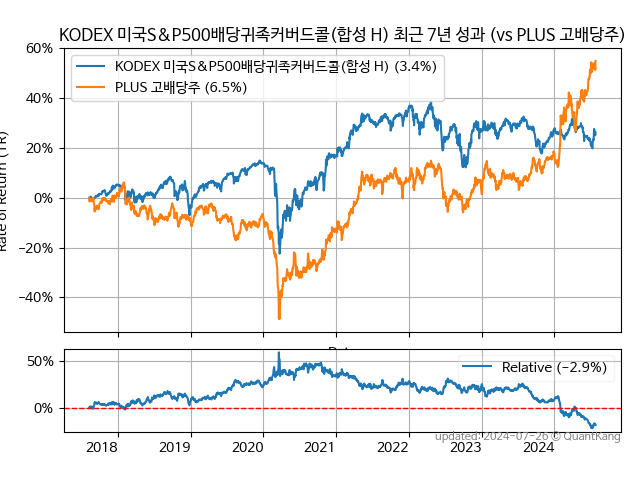 KODEX 미국S&P500배당귀족커버드콜(합성 H) 최근 7년 성과 (vs PLUS 고배당주)
KODEX 미국S&P500배당귀족커버드콜(합성 H) (3.4%)
PLUS 고배당주 (6.5%)
60%
40%
20%
0%
−20%
−40%
Rate of Return (TR)
Relative (−2.9%)
50%
0%
2018 2019 2020 2021 2022 2023 2024
updated: 2024-07-26 © QuantKang